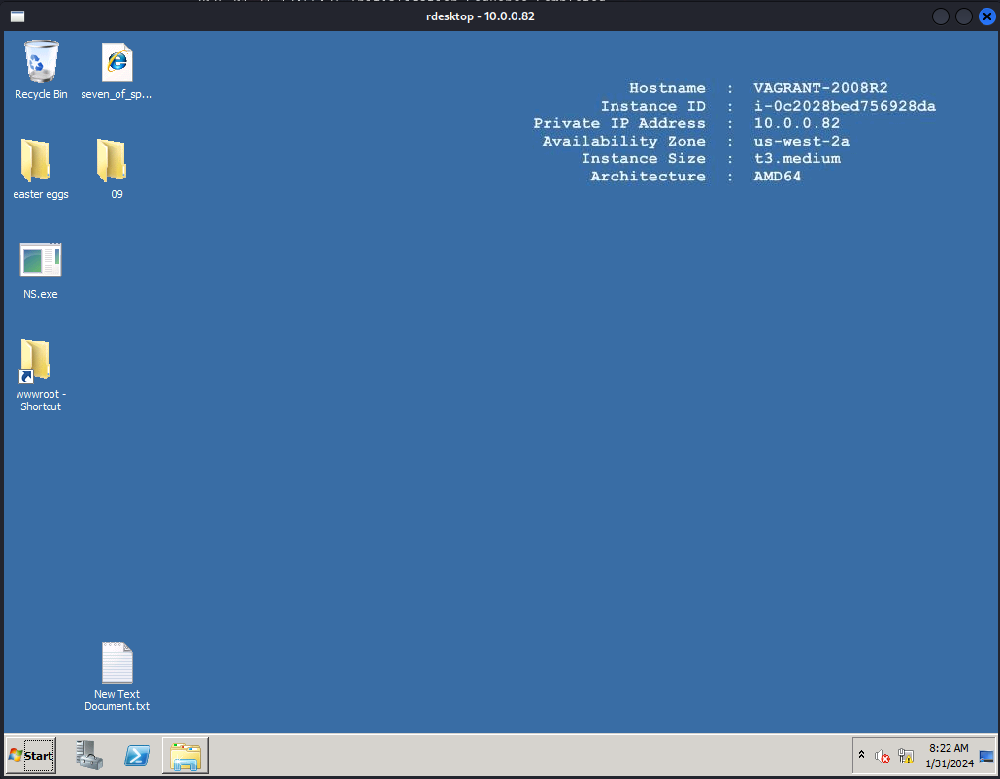 rdesktop - 10.0.0.82
Recycle Bin
seven_of_sp...
Hostname : VAGRANT-2008R2
Instance ID : i-0c2028bed756928da
Private IP Address : 10.0.0.82
Availability Zone : us-west-2a
Instance Size : t3.medium
Architecture : AMD64
easter eggs
09
NS.exe
wwwroot -
Shortcut
New Text
Document.txt
Start
8:22 AM
1/31/2024